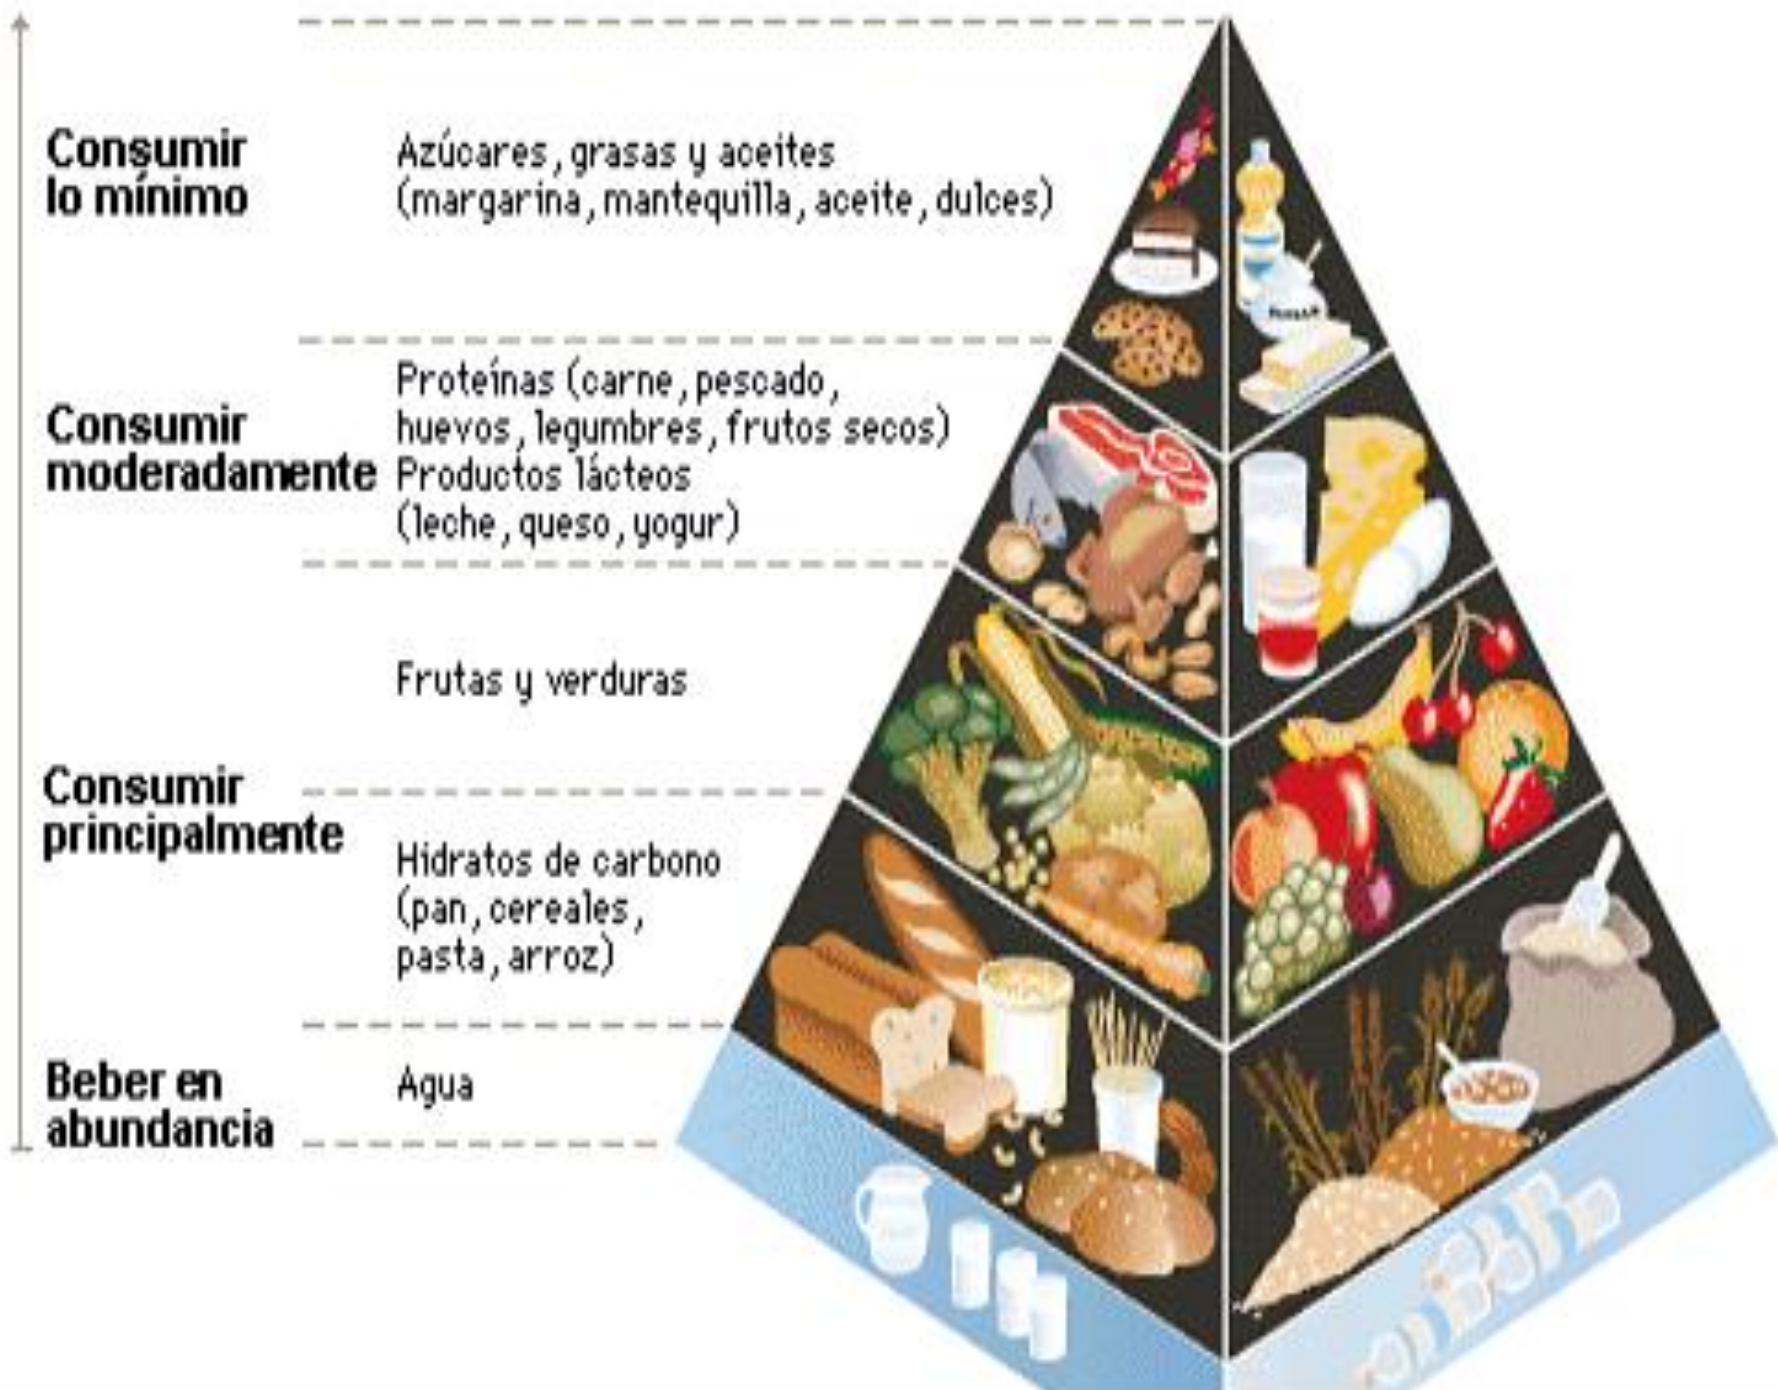 Consumir
lo mínimo
Azúcares, grasas y aceites
(margarina, mantequilla, aceite, dulces)
Consumir
moderadamente
Proteínas (carne, pescado,
huevos, legumbres, frutos secos)
Productos lácteos
(leche, queso, yogur)
Frutas y verduras
Consumir
principalmente
Hidratos de carbono
(pan, cereales,
pasta, arroz)
Beber en
abundancia
Agua